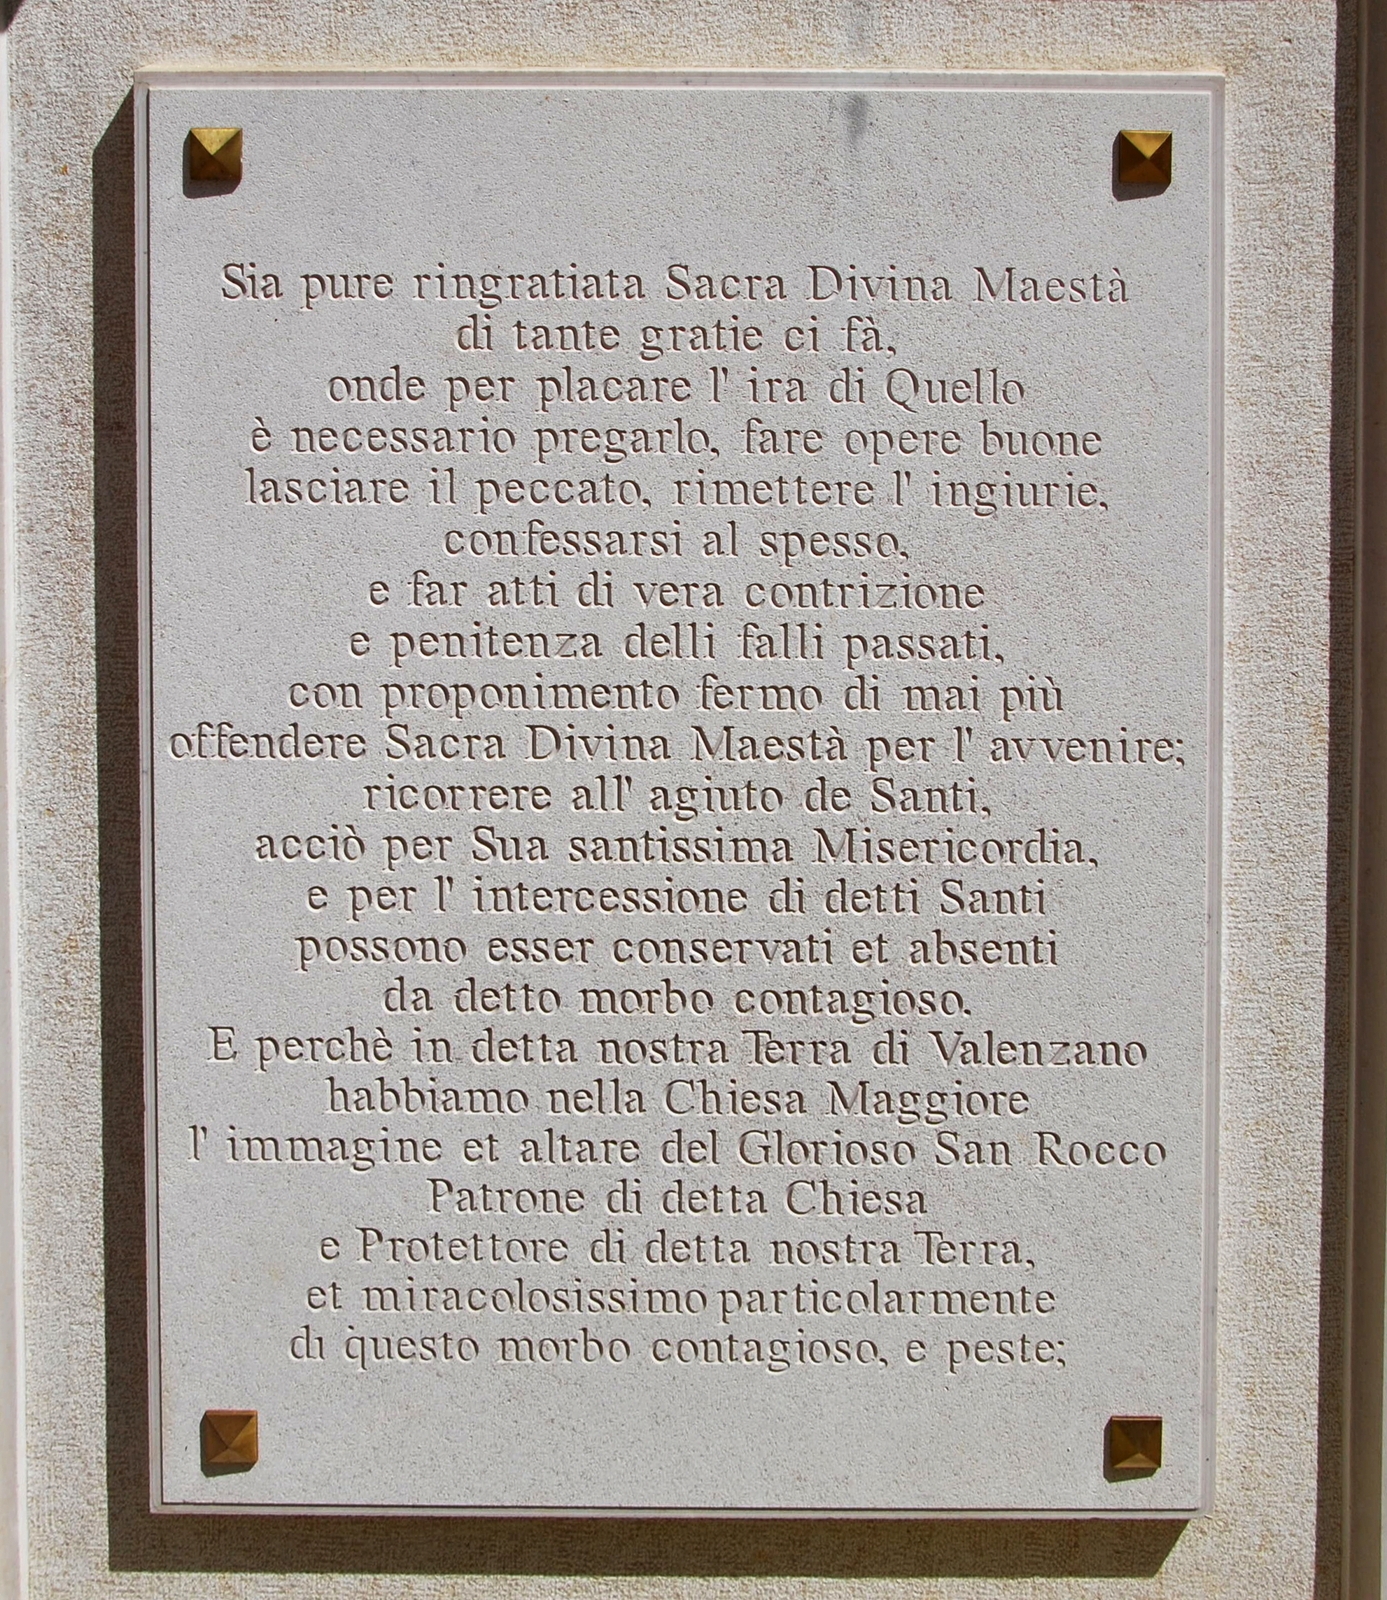 Sia pure ringratiata Sacra Divina Maestà
di tante gratie ci fà,
onde per placare l' ira di Quello
è necessario pregarlo, fare opere buone
lasciare il peccato, rimettere l' ingiurie,
confessarsi al spesso,
e far atti di vera contrizione
e penitenza delli falli passati,
con proponimento fermo di mai più
offendere Sacra Divina Maestà per l' avvenire;
ricorrere all' agiuto de Santi,
acciò per Sua santissima Misericordia,
e per l' intercessione di detti Santi
possono esser conservati et absenti
da detto morbo contagioso.
E perchè in detta nostra Terra di Valenzano
habbiamo nella Chiesa Maggiore
l' immagine et altare del Glorioso San Rocco
Patrone di detta Chiesa
e Protettore di detta nostra Terra,
et miracolosissimo particolarmente
di questo morbo contagioso, e peste;